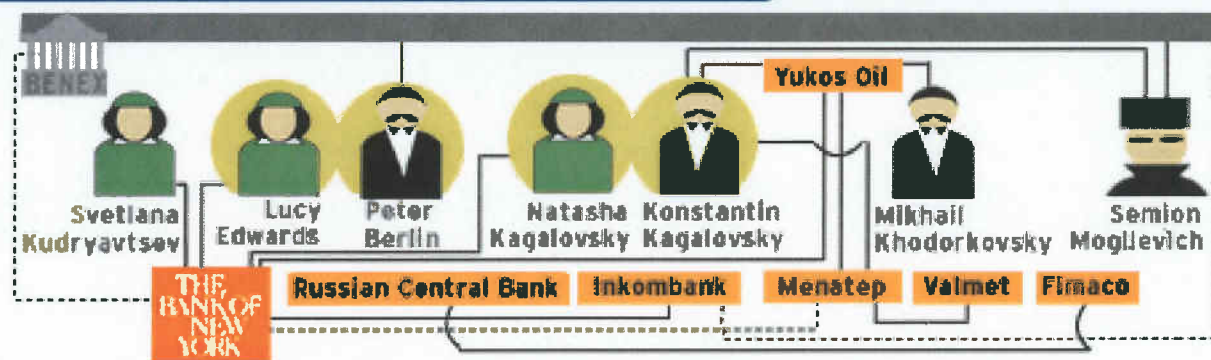 BENEX
Yukos Oil
Svetlana
Kudryavtsev
Lucy
Edwards
Peter
Berlin
Natasha
Kagalovsky
Konstantin
Kagalovsky
Mikhail
Khodorkovsky
Semion
Mogilevich
THE
BANK OF
NEW
YORK
Russian Central Bank
Inkombank
Menatep
Valmet
Fimaco